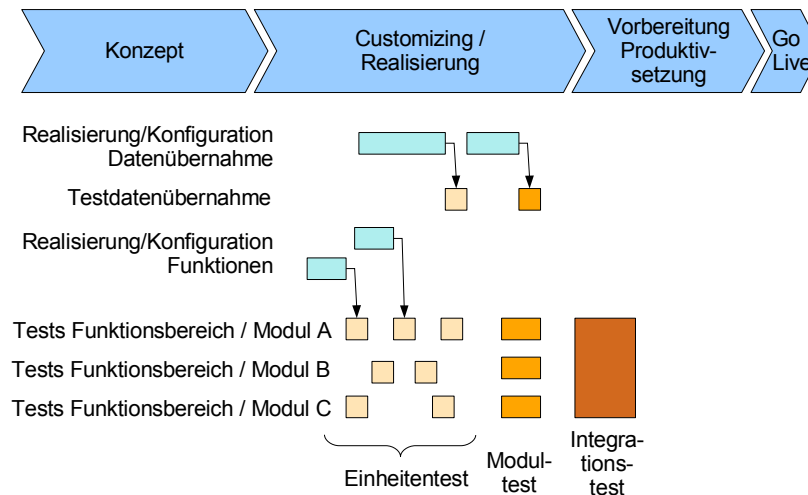 Konzept
Customizing /
Realisierung
Vorbereitung
Produktiv-
setzung
Go
Live
Realisierung/Konfiguration
Datenübernahme
Testdatenübernahme
Realisierung/Konfiguration
Funktionen
Tests Funktionsbereich / Modul A
Tests Funktionsbereich / Modul B
Tests Funktionsbereich / Modul C
Einheitentest
Modul-
test
Integra-
tions-
test